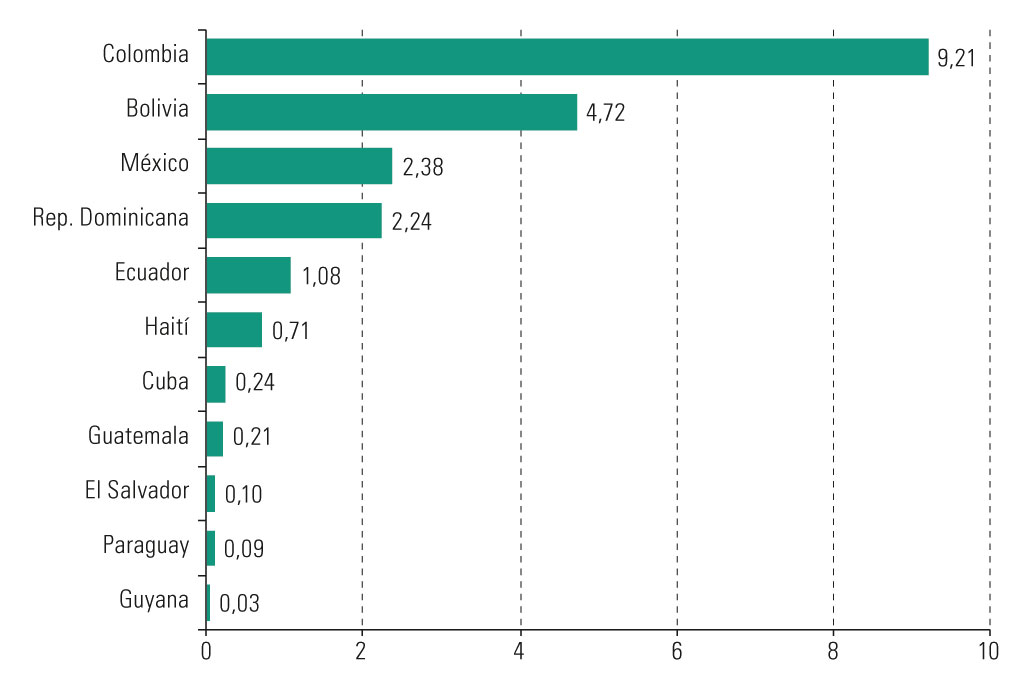 Colombia 9,21
Bolivia 4,72
México 2,38
Rep. Dominicana 2,24
Ecuador 1,08
Haití 0,71
Cuba 0,24
Guatemala 0,21
El Salvador 0,10
Paraguay 0,09
Guyana 0,03
0 2 4 6 8 10